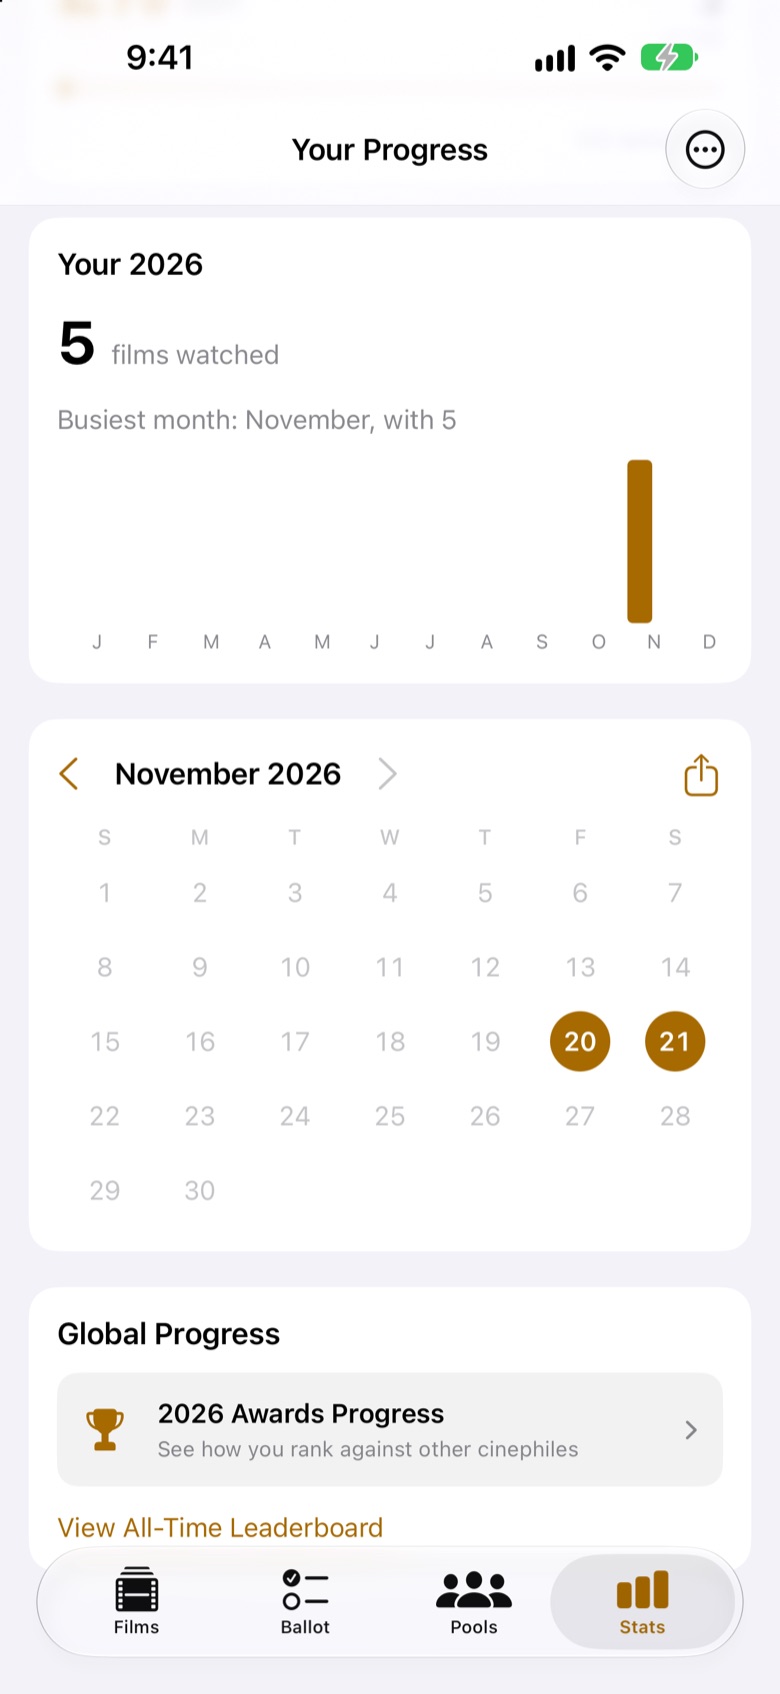 9:41
Your Progress
Your 2026
5 films watched
Busiest month: November, with 5
J F M A M J J A S O N D
November 2026
S M T W T F S
1 2 3 4 5 6 7
8 9 10 11 12 13 14
15 16 17 18 19 20 21
22 23 24 25 26 27 28
29 30
Global Progress
2026 Awards Progress
See how you rank against other cinephiles
View All-Time Leaderboard
Films Ballot Pools Stats